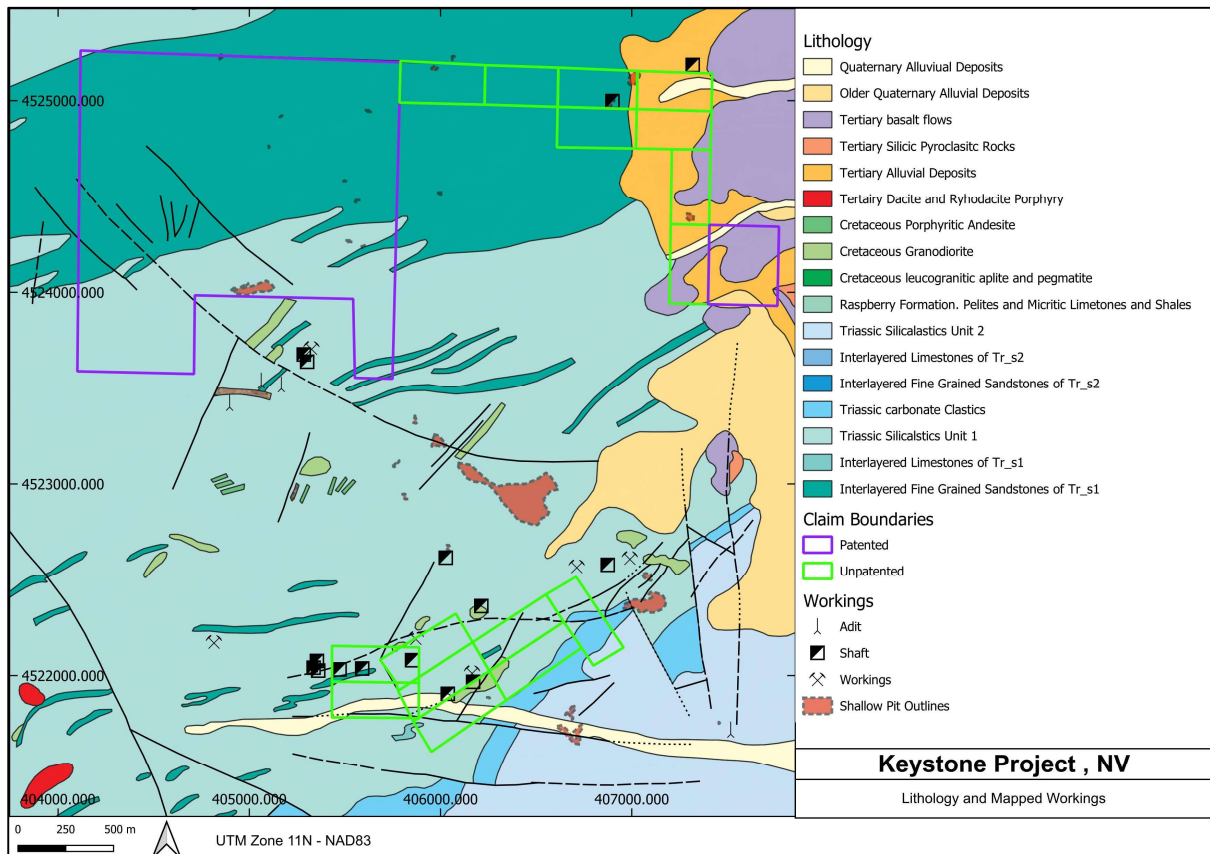 Lithology
Quaternary Alluviual Deposits
Older Quaternary Alluvial Deposits
Tertiary basalt flows
Tertiary Silicic Pyroclasitc Rocks
Tertiary Alluvial Deposits
Tertairy Dacite and Ryhodacite Porphyry
Cretaceous Porphyritic Andesite
Cretaceous Granodiorite
Cretaceous leucogranitic aplite and pegmatite
Raspberry Formation. Pelites and Micritic Limetones and Shales
Triassic Silicalastics Unit 2
Interlayered Limestones of Tr_s2
Interlayered Fine Grained Sandstones of Tr_s2
Triassic carbonate Clastics
Triassic Silicalstics Unit 1
Interlayered Limestones of Tr_s1
Interlayered Fine Grained Sandstones of Tr_s1
Claim Boundaries
Patented
Unpatented
Workings
Adit
Shaft
Workings
Shallow Pit Outlines
Keystone Project , NV
Lithology and Mapped Workings
4525000.000
4524000.000
4523000.000
4522000.000
404000.000 405000.000 406000.000 407000.000
0 250 500 m
UTM Zone 11N - NAD83